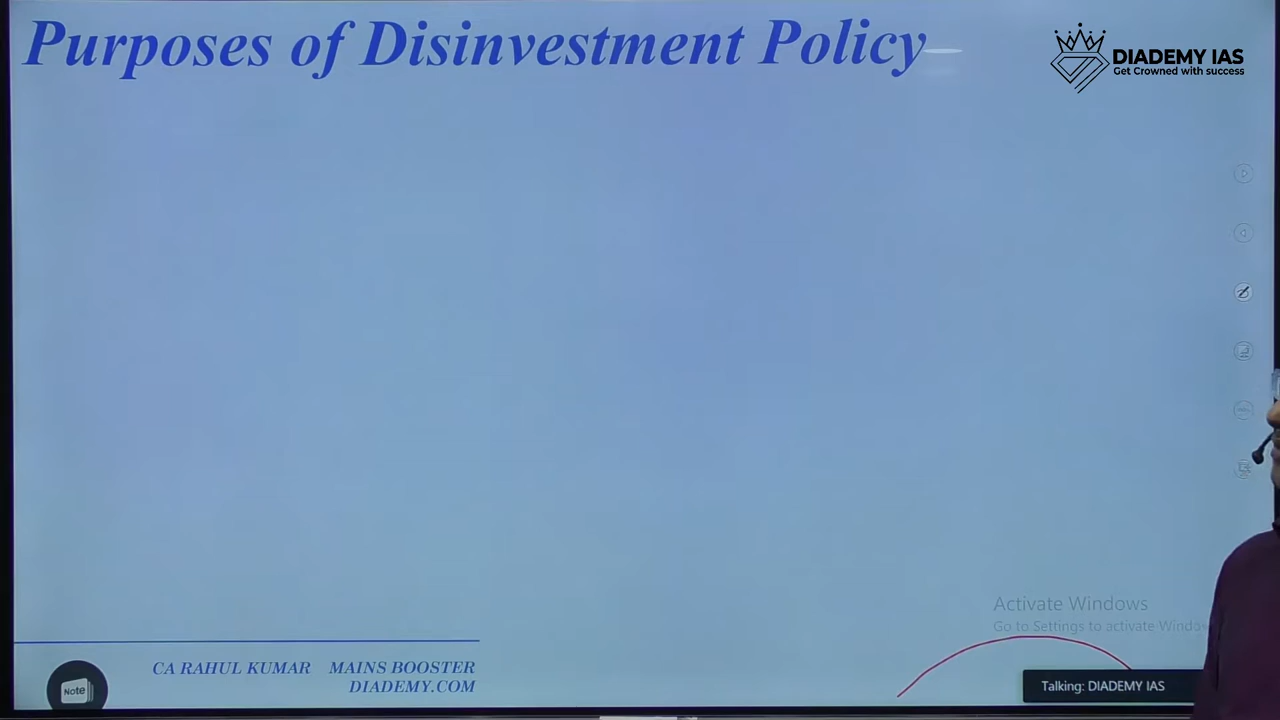 Purposes of Disinvestment Policy
DIADEMY IAS
Get Crowned with success
Activate Windows
Go to Settings to activate Windows
CA RAHUL KUMAR MAINS BOOSTER
DIADEMY.COM
Note
Talking: DIADEMY IAS